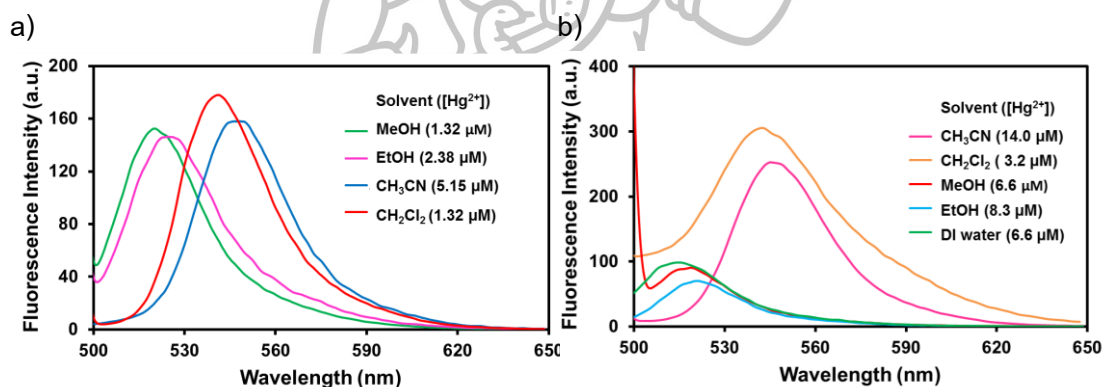 a)
b)
200
160
120
80
40
0
Fluorescence Intensity (a.u.)
Solvent ([Hg²⁺])
MeOH (1.32 µM)
EtOH (2.38 µM)
CH₃CN (5.15 µM)
CH₂Cl₂ (1.32 µM)
500 530 560 590 620 650
Wavelength (nm)
400
300
200
100
0
Fluorescence Intensity (a.u.)
Solvent ([Hg²⁺])
CH₃CN (14.0 µM)
CH₂Cl₂ ( 3.2 µM)
MeOH (6.6 µM)
EtOH (8.3 µM)
DI water (6.6 µM)
500 530 560 590 620 650
Wavelength (nm)